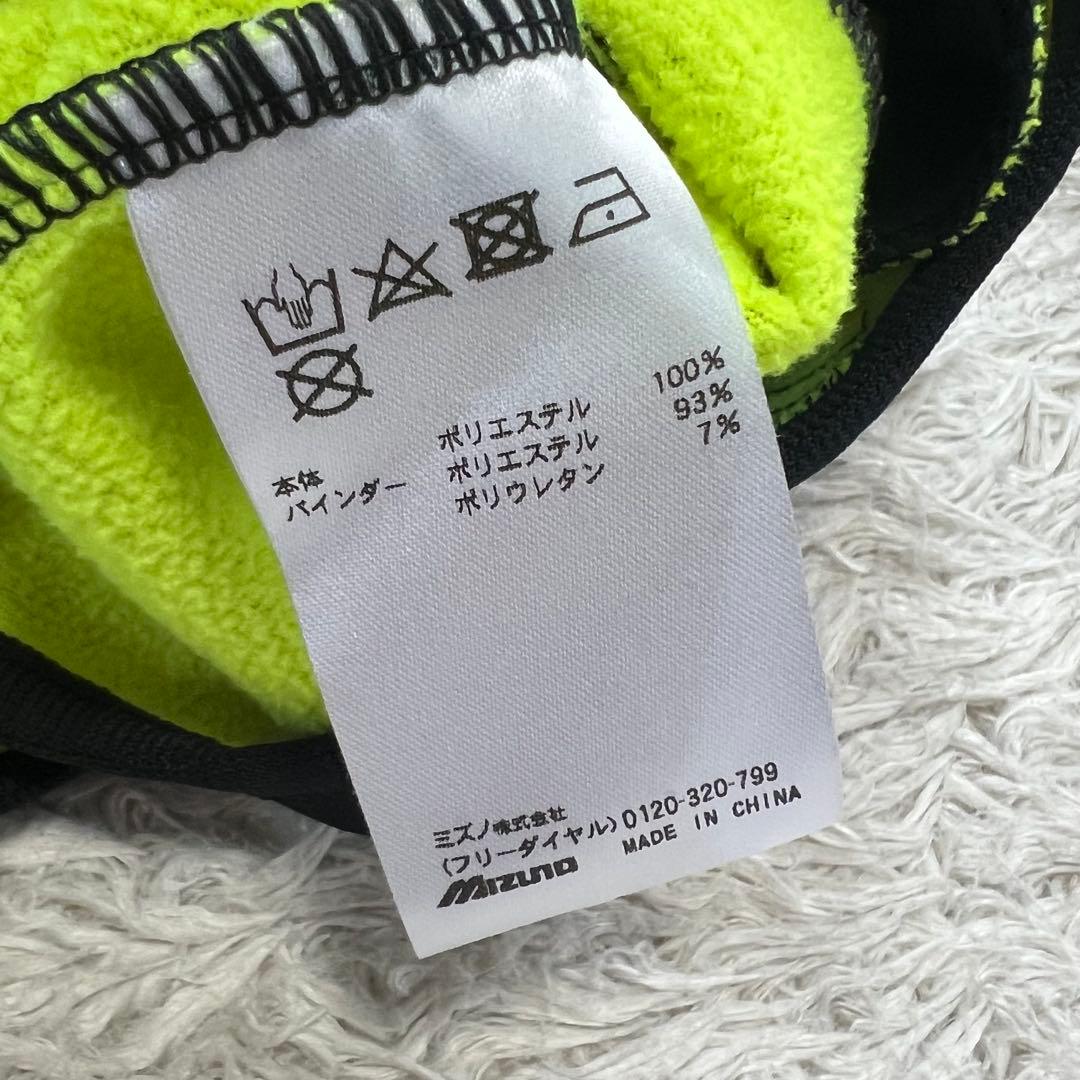 本体 ポリエステル 100%
バインダー ポリエステル 93%
ポリウレタン 7%
ミズノ株式会社
(フリーダイヤル)0120-320-799
Mizuno MADE IN CHINA